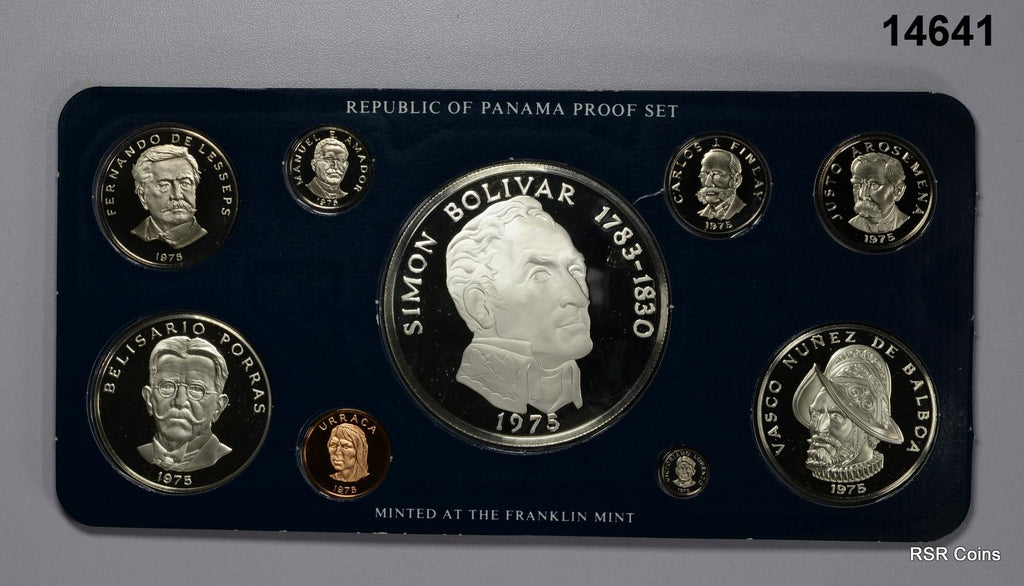 14641
REPUBLIC OF PANAMA PROOF SET
FERNANDO DE LESSEPS
1975
MANUEL E. AMADOR
1975
SIMON BOLIVAR 1783-1830
1975
CARLOS J. FINLAY
1975
JUSTO AROSEMENA
1975
BELISARIO PORRAS
1975
URRACA
1975
VASCO NUÑEZ DE BALBOA
1975
MINTED AT THE FRANKLIN MINT
RSR Coins